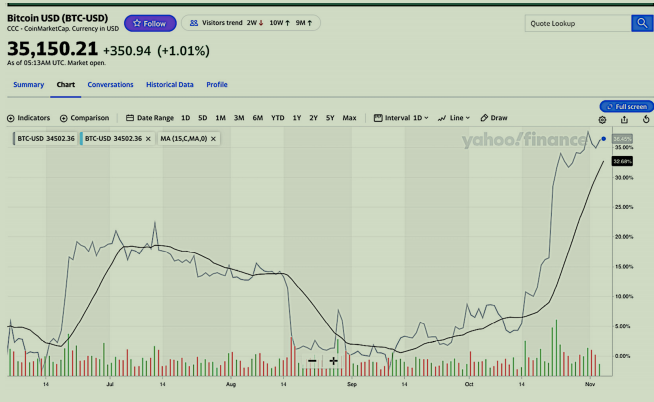 Bitcoin USD (BTC-USD)
Follow
Visitors trend 2W↓ 10W↑ 9M↑
Quote Lookup
CCC - CoinMarketCap. Currency in USD
35,150.21 +350.94 (+1.01%)
As of 05:13AM UTC. Market open.
Summary Chart Conversations Historical Data Profile
Full screen
Indicators Comparison Date Range 1D 5D 1M 3M 6M YTD 1Y 2Y 5Y Max Interval 1D Line Draw
BTC-USD 34502.36 BTC-USD 34502.36 × MA (15,C,MA,0) ×
yahoo!finance
35.00%
32.68%
30.00%
25.00%
20.00%
15.00%
10.00%
5.00%
0.00%
14 Jul 14 Aug 14 Sep 14 Oct 14 Nov